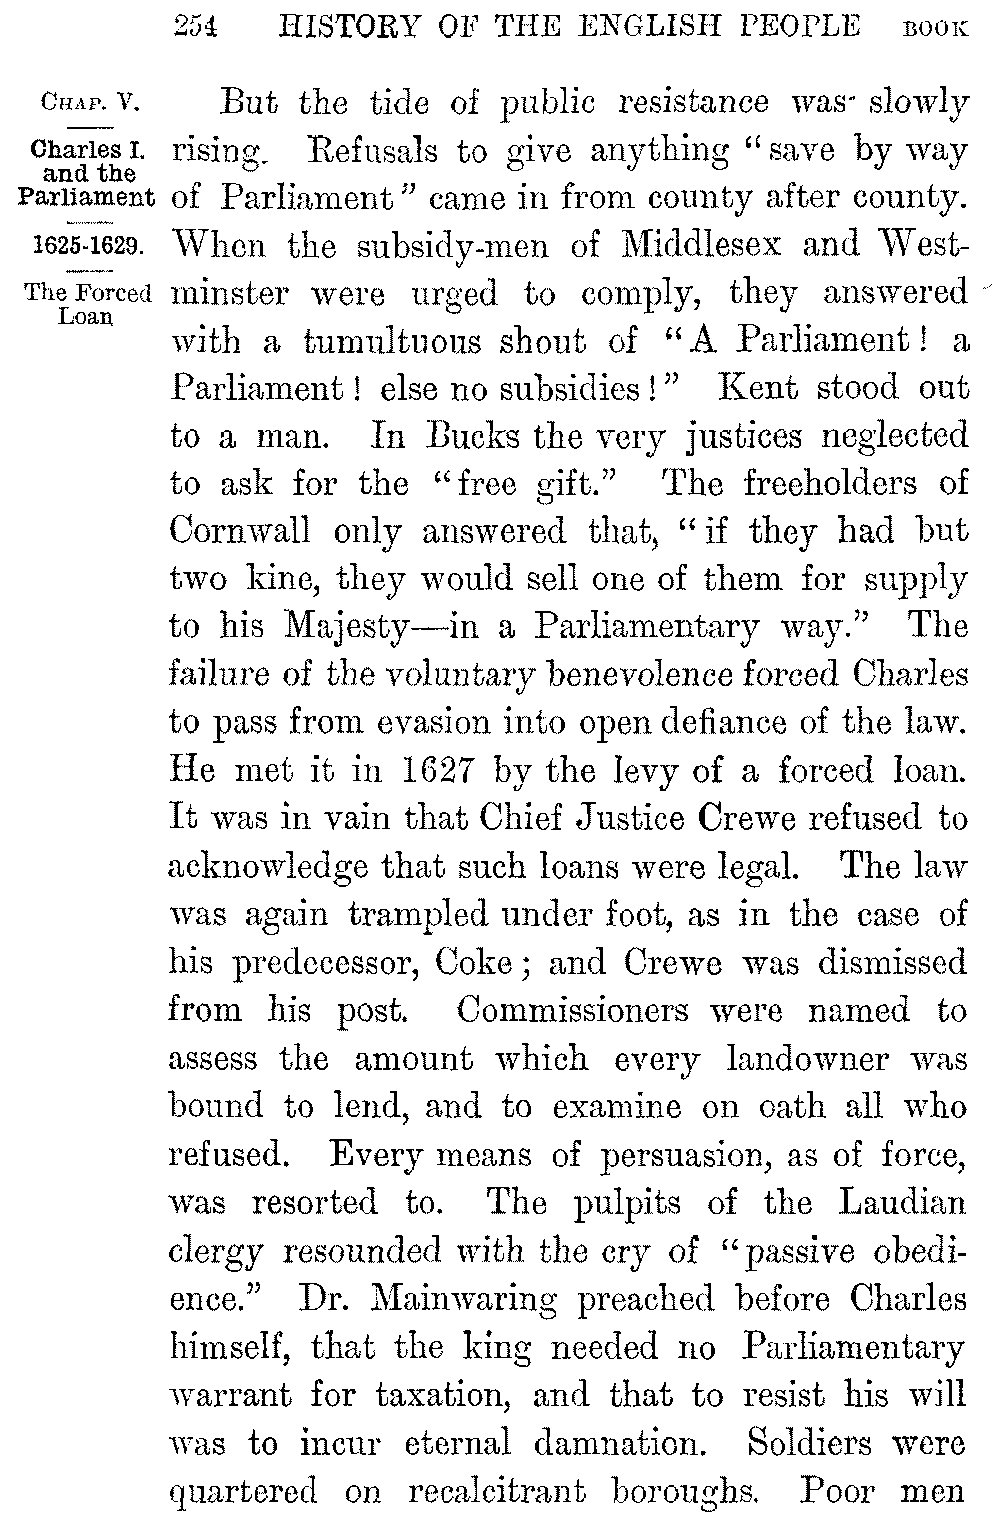 254 HISTORY OF THE ENGLISH PEOPLE BOOK
CHAP. V.
Charles I.
and the
Parliament
1625-1629.
The Forced
Loan
But the tide of public resistance was slowly
rising. Refusals to give anything “save by way
of Parliament” came in from county after county.
When the subsidy-men of Middlesex and West-
minster were urged to comply, they answered
with a tumultuous shout of “A Parliament! a
Parliament! else no subsidies!” Kent stood out
to a man. In Bucks the very justices neglected
to ask for the “free gift.” The freeholders of
Cornwall only answered that, “if they had but
two kine, they would sell one of them for supply
to his Majesty—in a Parliamentary way.” The
failure of the voluntary benevolence forced Charles
to pass from evasion into open defiance of the law.
He met it in 1627 by the levy of a forced loan.
It was in vain that Chief Justice Crewe refused to
acknowledge that such loans were legal. The law
was again trampled under foot, as in the case of
his predecessor, Coke; and Crewe was dismissed
from his post. Commissioners were named to
assess the amount which every landowner was
bound to lend, and to examine on oath all who
refused. Every means of persuasion, as of force,
was resorted to. The pulpits of the Laudian
clergy resounded with the cry of “passive obedi-
ence.” Dr. Mainwaring preached before Charles
himself, that the king needed no Parliamentary
warrant for taxation, and that to resist his will
was to incur eternal damnation. Soldiers were
quartered on recalcitrant boroughs. Poor men